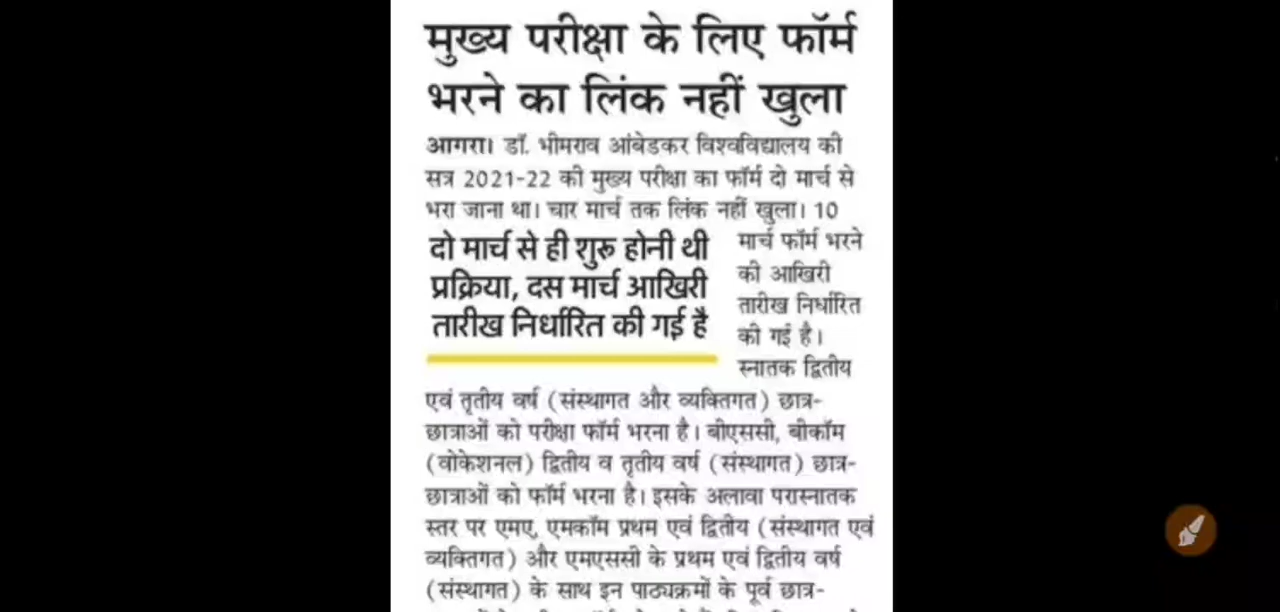 मुख्य परीक्षा के लिए फॉर्म
भरने का लिंक नहीं खुला
आगरा। डॉ. भीमराव आंबेडकर विश्वविद्यालय की
सत्र 2021-22 की मुख्य परीक्षा का फॉर्म दो मार्च से
भरा जाना था। चार मार्च तक लिंक नहीं खुला। 10
दो मार्च से ही शुरू होनी थी
प्रक्रिया, दस मार्च आखिरी
तारीख निर्धारित की गई है
मार्च फॉर्म भरने
की आखिरी
तारीख निर्धारित
की गई है।
स्नातक द्वितीय
एवं तृतीय वर्ष (संस्थागत और व्यक्तिगत) छात्र-
छात्राओं को परीक्षा फॉर्म भरना है। बीएससी, बीकॉम
(वोकेशनल) द्वितीय व तृतीय वर्ष (संस्थागत) छात्र-
छात्राओं को फॉर्म भरना है। इसके अलावा परास्नातक
स्तर पर एमए, एमकॉम प्रथम एवं द्वितीय (संस्थागत एवं
व्यक्तिगत) और एमएससी के प्रथम एवं द्वितीय वर्ष
(संस्थागत) के साथ इन पाठ्यक्रमों के पूर्व छात्र-